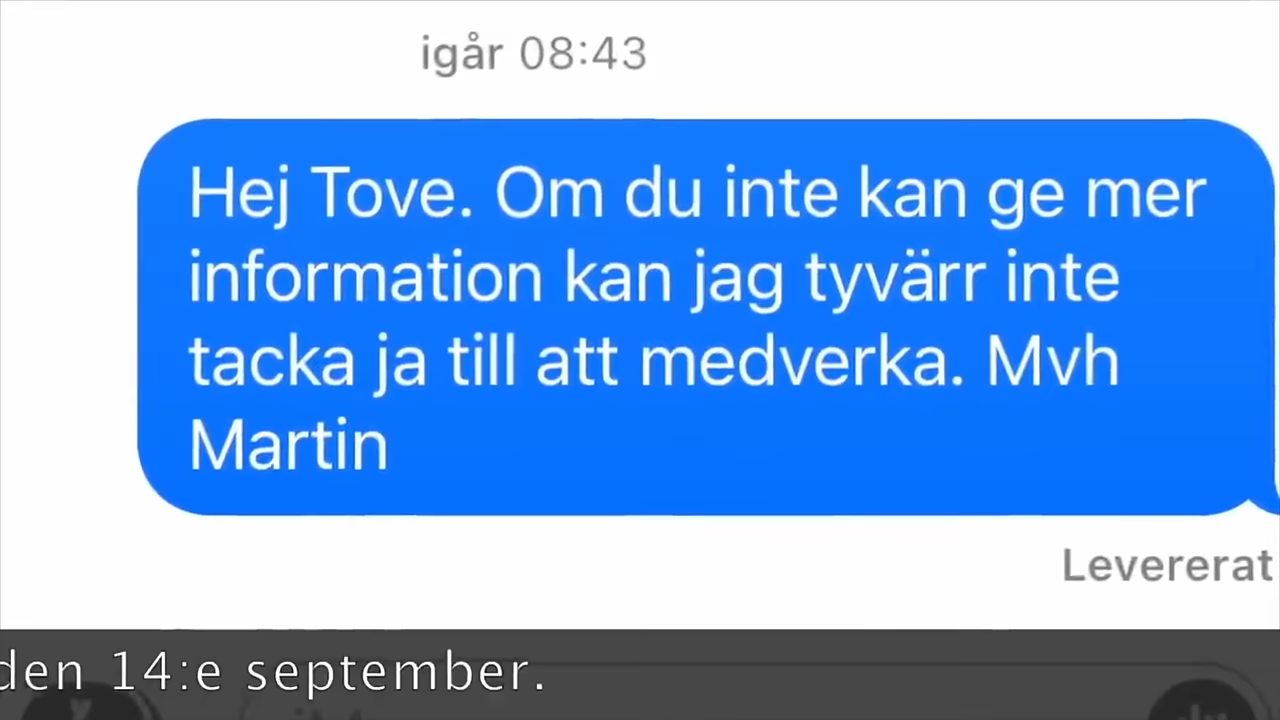 igår 08:43
Hej Tove. Om du inte kan ge mer
information kan jag tyvärr inte
tacka ja till att medverka. Mvh
Martin
Levererat
den 14:e september.